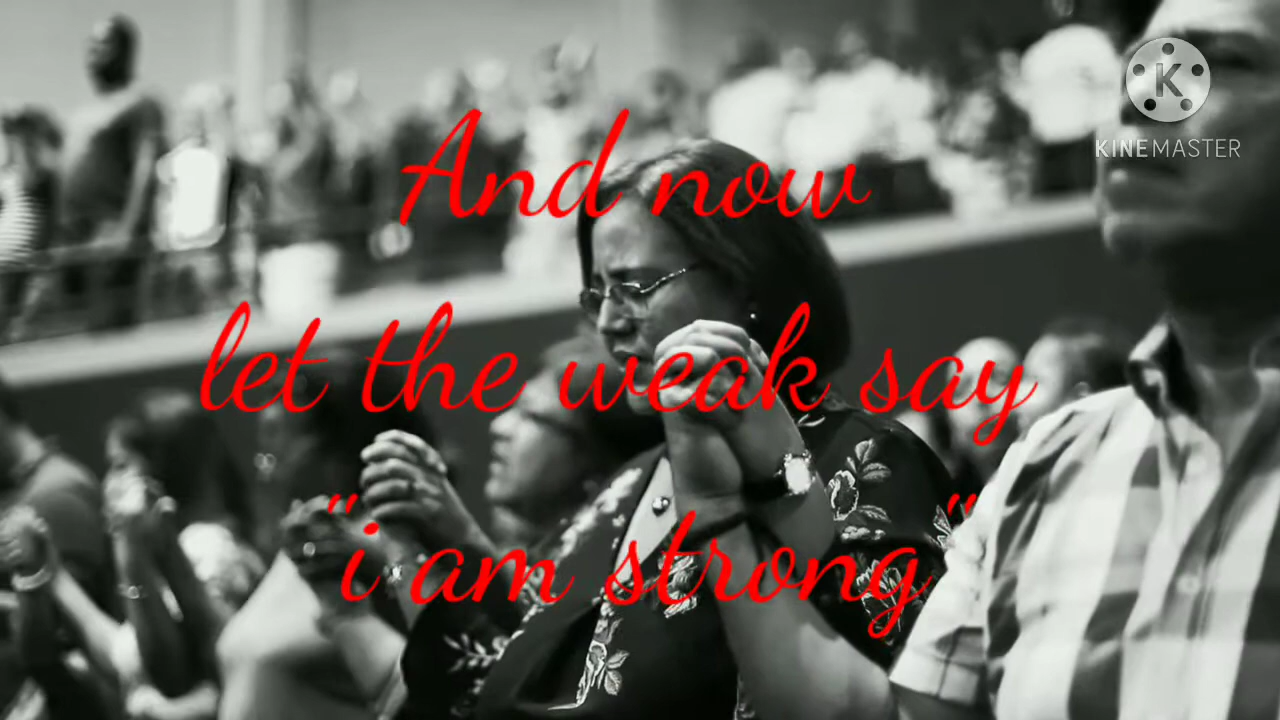 K
KINEMASTER
And now
let the weak say
"i am strong"